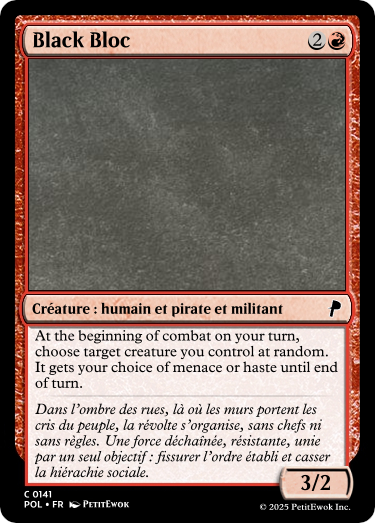 Black Bloc 2
Créature : humain et pirate et militant
At the beginning of combat on your turn,
choose target creature you control at random.
It gets your choice of menace or haste until end
of turn.
Dans l'ombre des rues, là où les murs portent les
cris du peuple, la révolte s'organise, sans chefs ni
sans règles. Une force déchaînée, résistante, unie
par un seul objectif : fissurer l'ordre établi et casser
la hiérachie sociale.
3/2
C 0141
POL • FR PetitEwok
© 2025 PetitEwok Inc.